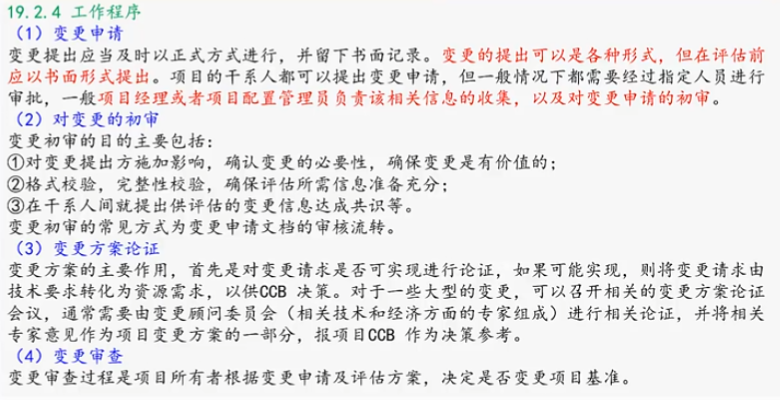 19.2.4 工作程序
（1）变更申请
变更提出应当及时以正式方式进行，并留下书面记录。变更的提出可以是各种形式，但在评估前
应以书面形式提出。项目的干系人都可以提出变更申请，但一般情况下都需要经过指定人员进行
审批，一般项目经理或者项目配置管理员负责该相关信息的收集，以及对变更申请的初审。
（2）对变更的初审
变更初审的目的主要包括：
①对变更提出方施加影响，确认变更的必要性，确保变更是有价值的；
②格式校验，完整性校验，确保评估所需信息准备充分；
③在干系人间就提出供评估的变更信息达成共识等。
变更初审的常见方式为变更申请文档的审核流转。
（3）变更方案论证
变更方案的主要作用，首先是对变更请求是否可实现进行论证，如果可能实现，则将变更请求由
技术要求转化为资源需求，以供CCB 决策。对于一些大型的变更，可以召开相关的变更方案论证
会议，通常需要由变更顾问委员会（相关技术和经济方面的专家组成）进行相关论证，并将相关
专家意见作为项目变更方案的一部分，报项目CCB 作为决策参考。
（4）变更审查
变更审查过程是项目所有者根据变更申请及评估方案，决定是否变更项目基准。